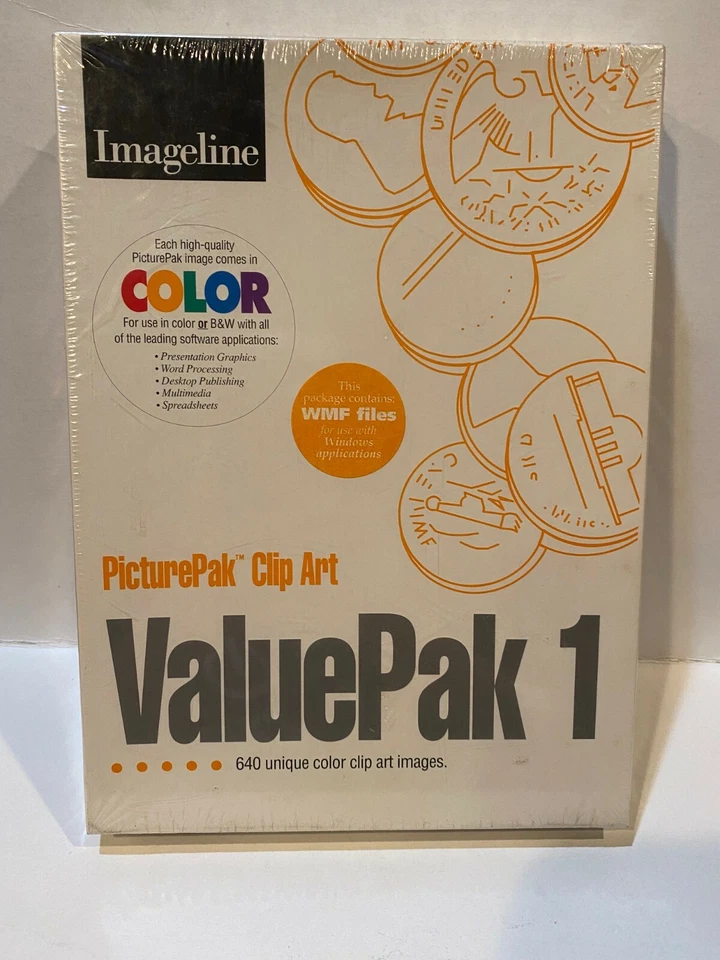 Imageline
Each high-quality
PicturePak image comes in
COLOR
For use in color or B&W with all
of the leading software applications:
• Presentation Graphics
• Word Processing
• Desktop Publishing
• Multimedia
• Spreadsheets
This
package contains:
WMF files
for use with
Windows
applications
PicturePak™ Clip Art
ValuePak 1
640 unique color clip art images.